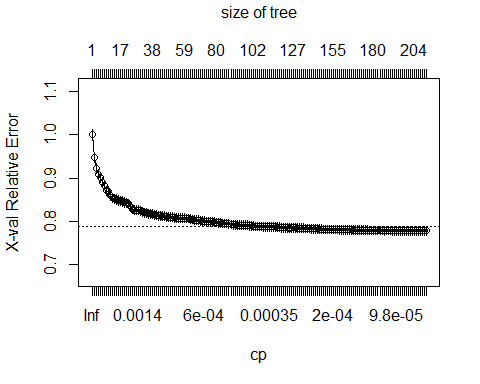 size of tree
1 17 38 59 80 102 127 155 180 204
X-val Relative Error
1.1
1.0
0.9
0.8
0.7
Inf 0.0014 6e-04 0.00035 2e-04 9.8e-05
cp